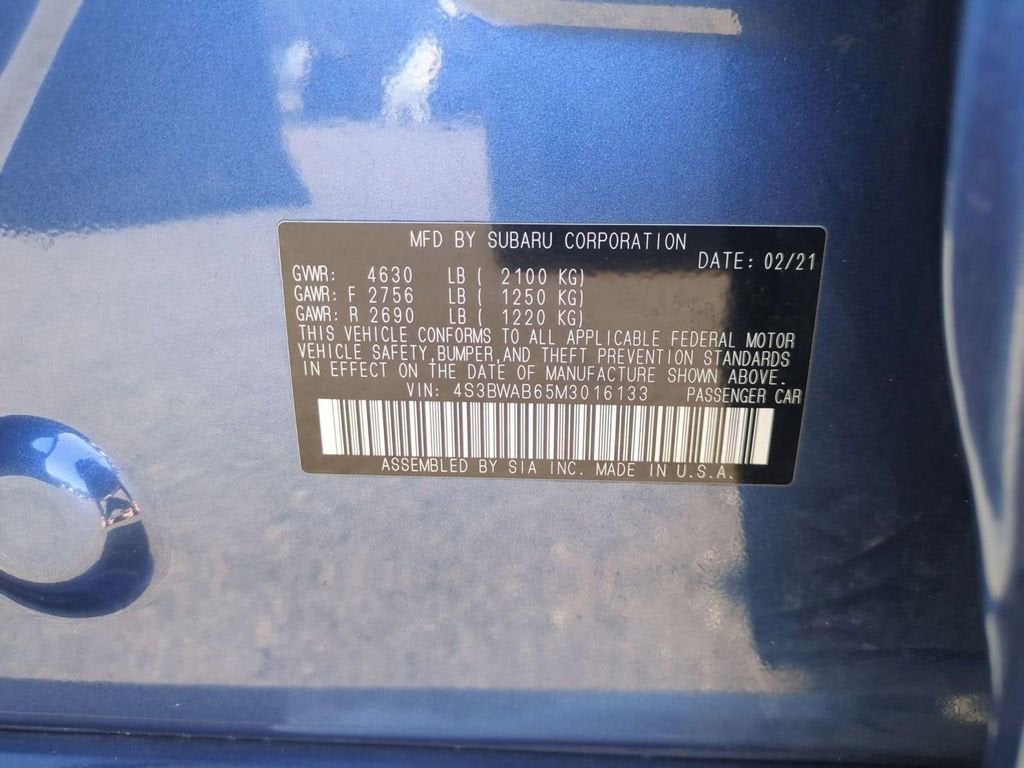 MFD BY SUBARU CORPORATION
DATE: 02/21
GVWR: 4630 LB ( 2100 KG)
GAWR: F 2756 LB ( 1250 KG)
GAWR: R 2690 LB ( 1220 KG)
THIS VEHICLE CONFORMS TO ALL APPLICABLE FEDERAL MOTOR
VEHICLE SAFETY,BUMPER,AND THEFT PREVENTION STANDARDS
IN EFFECT ON THE DATE OF MANUFACTURE SHOWN ABOVE.
VIN: 4S3BWAB65M3016133 PASSENGER CAR
ASSEMBLED BY SIA INC. MADE IN U.S.A.